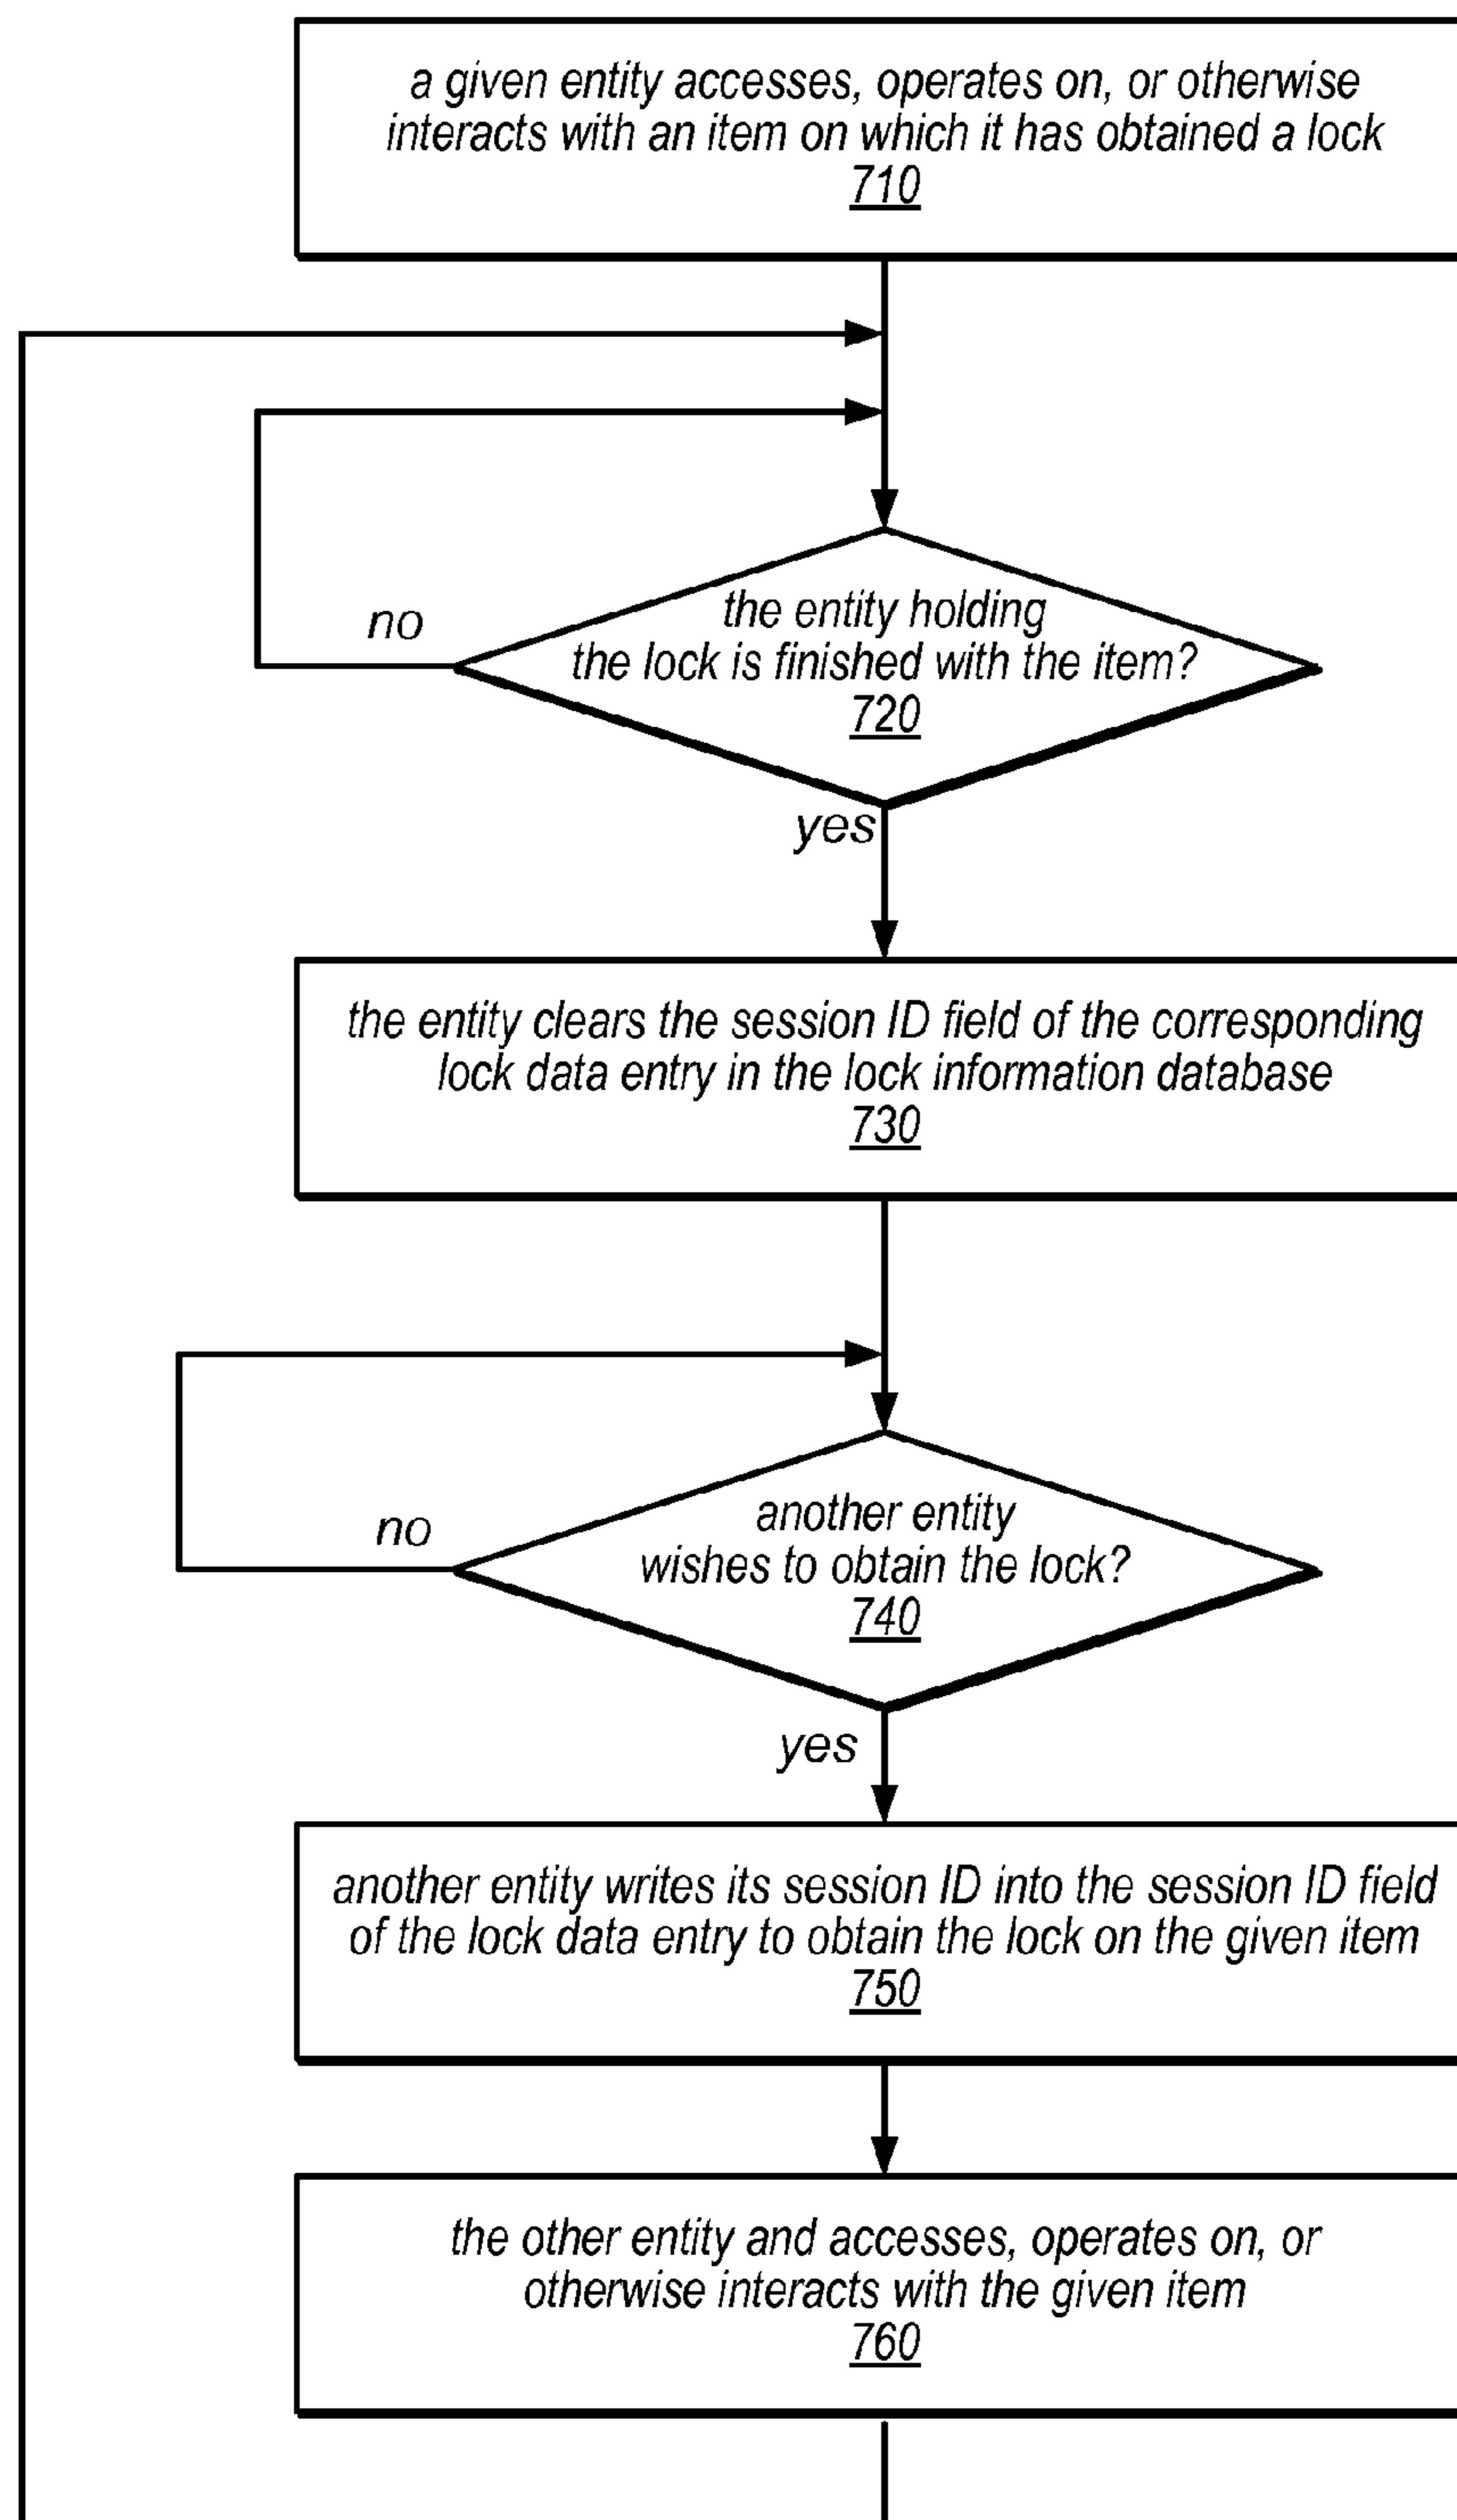 a given entity accesses, operates on, or otherwise
interacts with an item on which it has obtained a lock
710
the entity holding
the lock is finished with the item?
720
no
yes
the entity clears the session ID field of the corresponding
lock data entry in the lock information database
730
another entity
wishes to obtain the lock?
740
no
yes
another entity writes its session ID into the session ID field
of the lock data entry to obtain the lock on the given item
750
the other entity and accesses, operates on, or
otherwise interacts with the given item
760